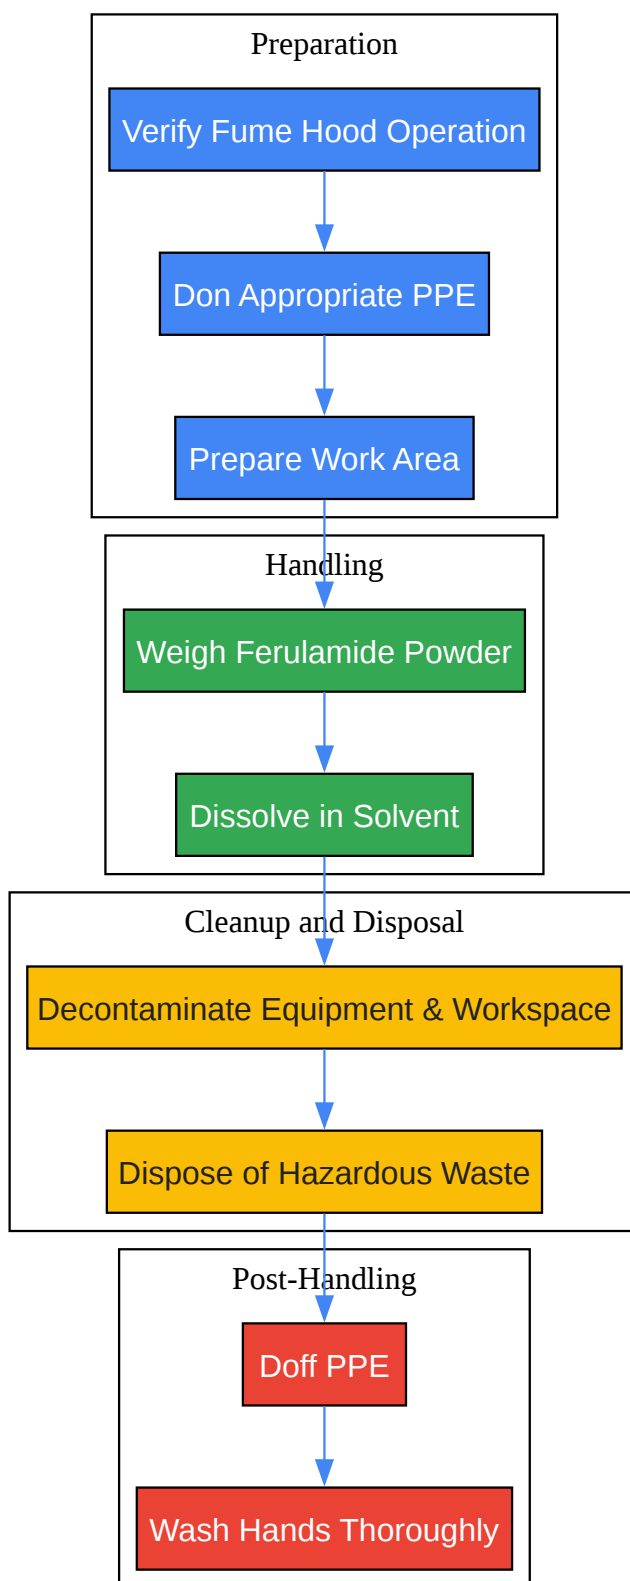 Preparation
Verify Fume Hood Operation
Don Appropriate PPE
Prepare Work Area
Handling
Weigh Ferulamide Powder
Dissolve in Solvent
Cleanup and Disposal
Decontaminate Equipment & Workspace
Dispose of Hazardous Waste
Post-Handling
Doff PPE
Wash Hands Thoroughly